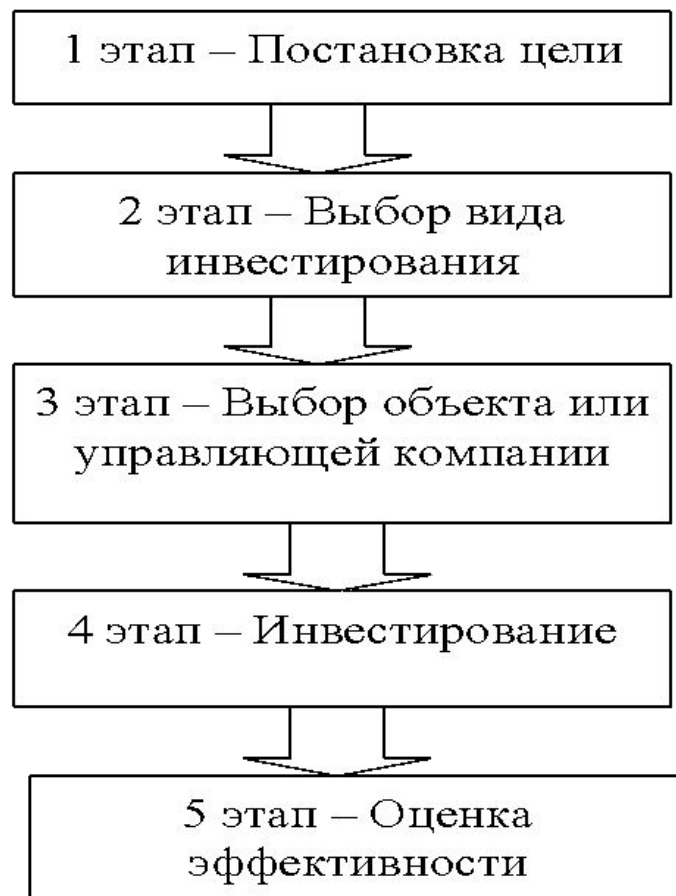 1 этап – Постановка цели
2 этап – Выбор вида
инвестирования
3 этап – Выбор объекта или
управляющей компании
4 этап – Инвестирование
5 этап – Оценка
эффективности